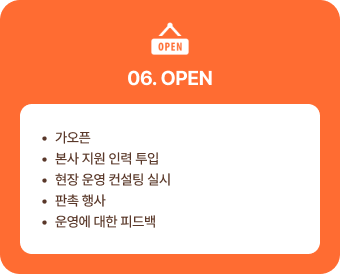 OPEN
06. OPEN
• 가오픈
• 본사 지원 인력 투입
• 현장 운영 컨설팅 실시
• 판촉 행사
• 운영에 대한 피드백